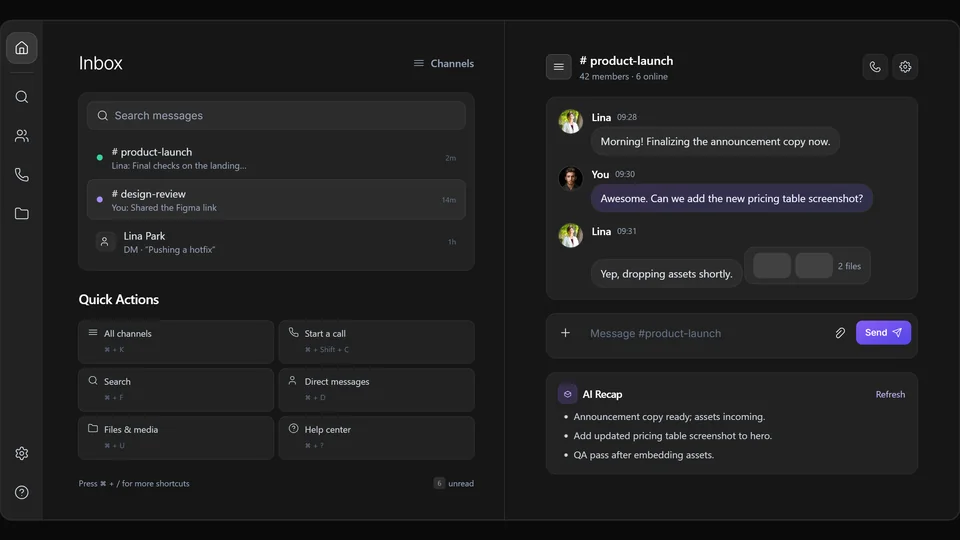 Inbox
Channels
Search messages
# product-launch
Lina: Final checks on the landing...
2m
# design-review
You: Shared the Figma link
14m
Lina Park
DM · “Pushing a hotfix”
1h
Quick Actions
All channels
⌘ + K
Start a call
⌘ + Shift + C
Search
⌘ + F
Direct messages
⌘ + D
Files & media
⌘ + U
Help center
⌘ + ?
Press ⌘ + / for more shortcuts
6 unread
# product-launch
42 members · 6 online
Lina 09:28
Morning! Finalizing the announcement copy now.
You 09:30
Awesome. Can we add the new pricing table screenshot?
Lina 09:31
Yep, dropping assets shortly.
2 files
Message #product-launch
Send
AI Recap
Refresh
• Announcement copy ready; assets incoming.
• Add updated pricing table screenshot to hero.
• QA pass after embedding assets.